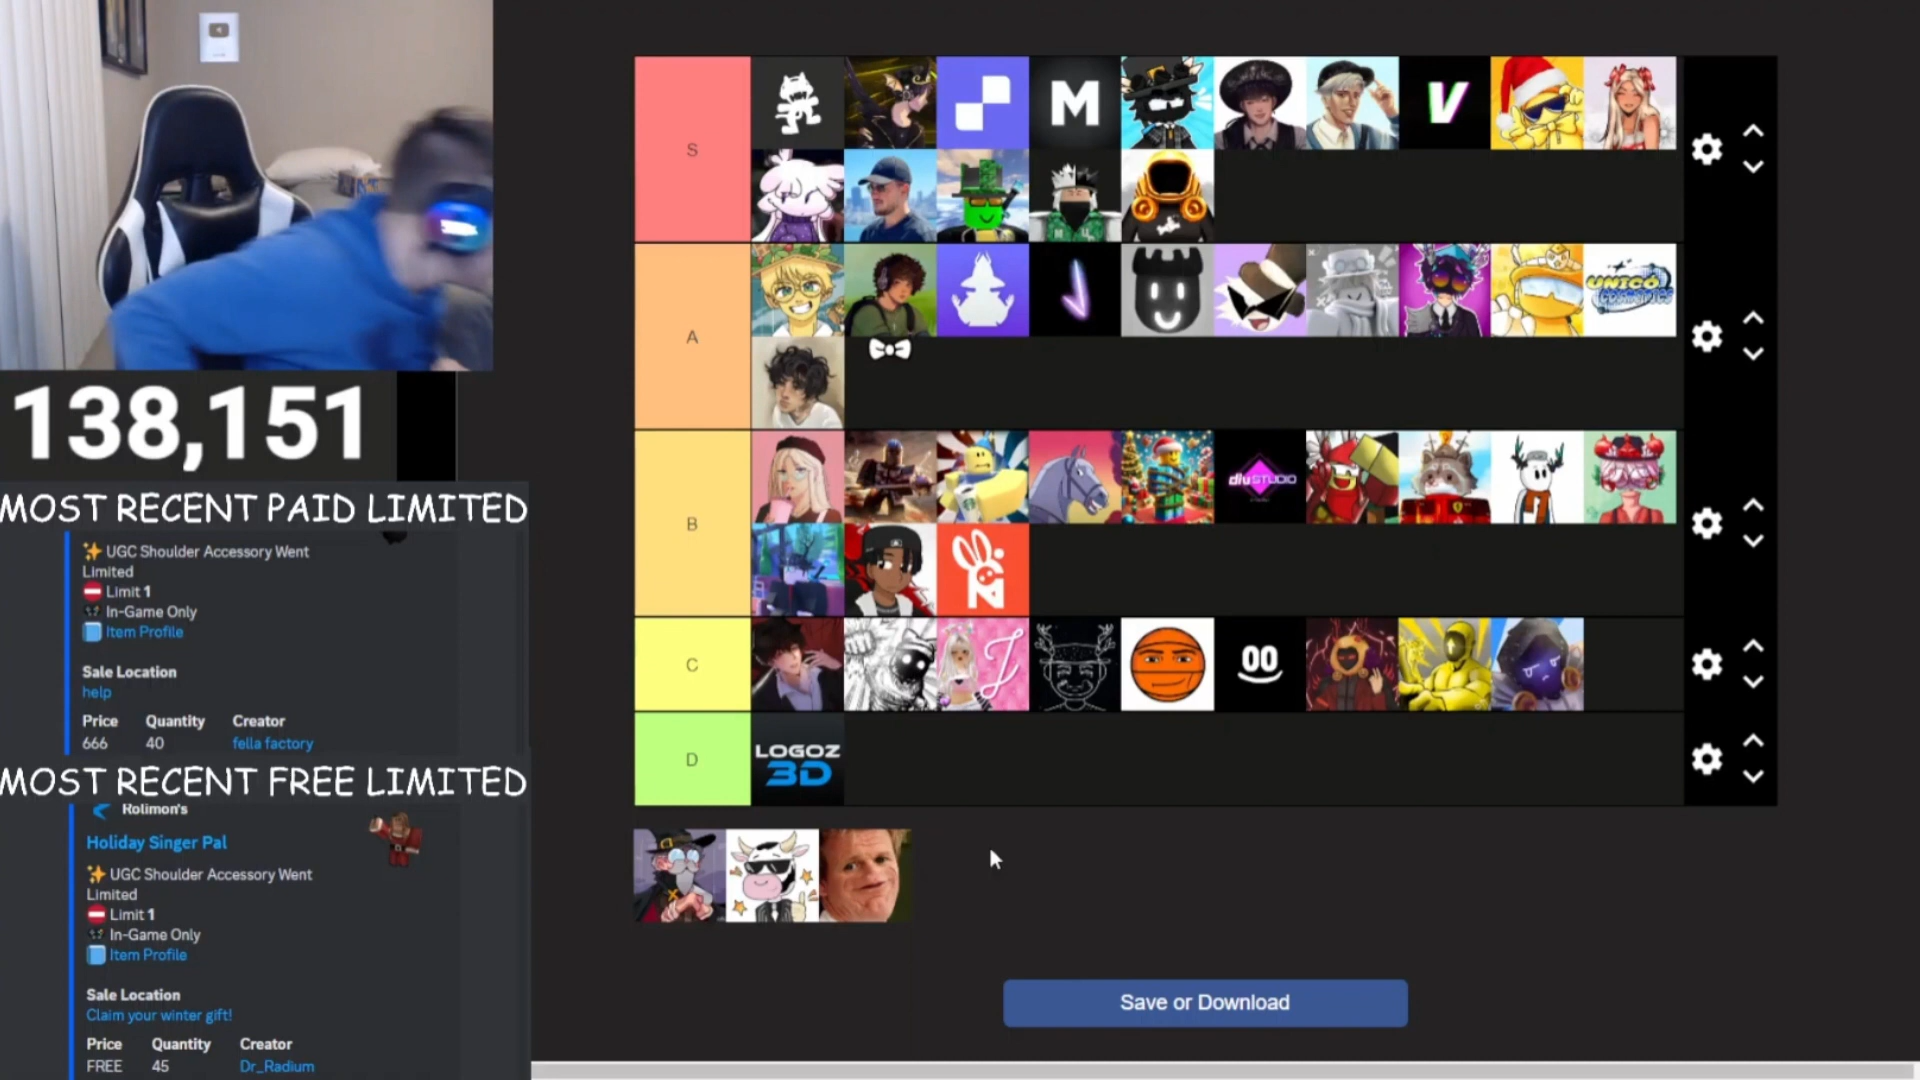 138,151
MOST RECENT PAID LIMITED
✨ UGC Shoulder Accessory Went
Limited
Limit 1
In-Game Only
Item Profile
Sale Location
help
Price Quantity Creator
666 40 fella factory
MOST RECENT FREE LIMITED
Rolimon's
Holiday Singer Pal
✨ UGC Shoulder Accessory Went
Limited
Limit 1
In-Game Only
Item Profile
Sale Location
Claim your winter gift!
Price Quantity Creator
FREE 45 Dr_Radium
S
M
V
A
UNICO
COSMETICS
B
diuSTUDIO
N
C
J
D
LOGOZ
3D
Save or Download